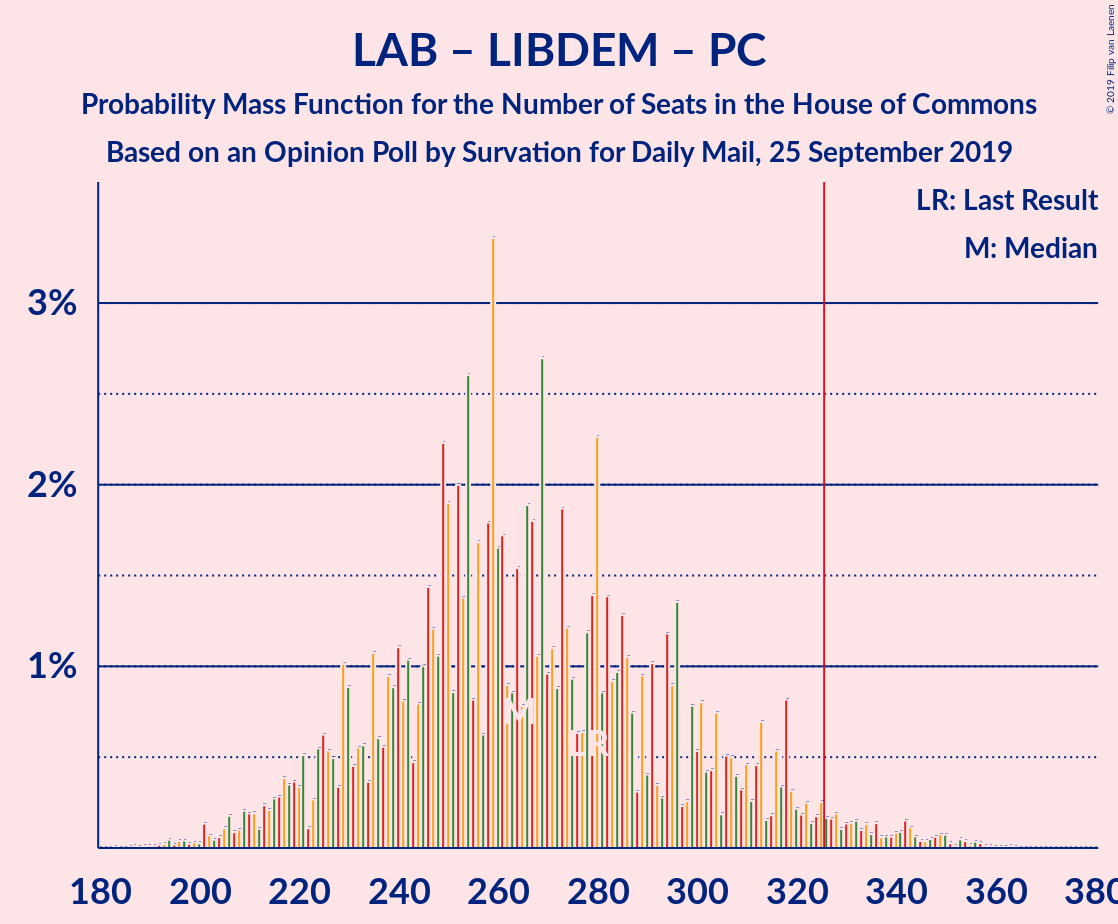 LAB – LIBDEM – PC
Probability Mass Function for the Number of Seats in the House of Commons
Based on an Opinion Poll by Survation for Daily Mail, 25 September 2019
© 2019 Filip van Laenen
LR: Last Result
M: Median
3%
2%
1%
M
LR
180 200 220 240 260 280 300 320 340 360 380